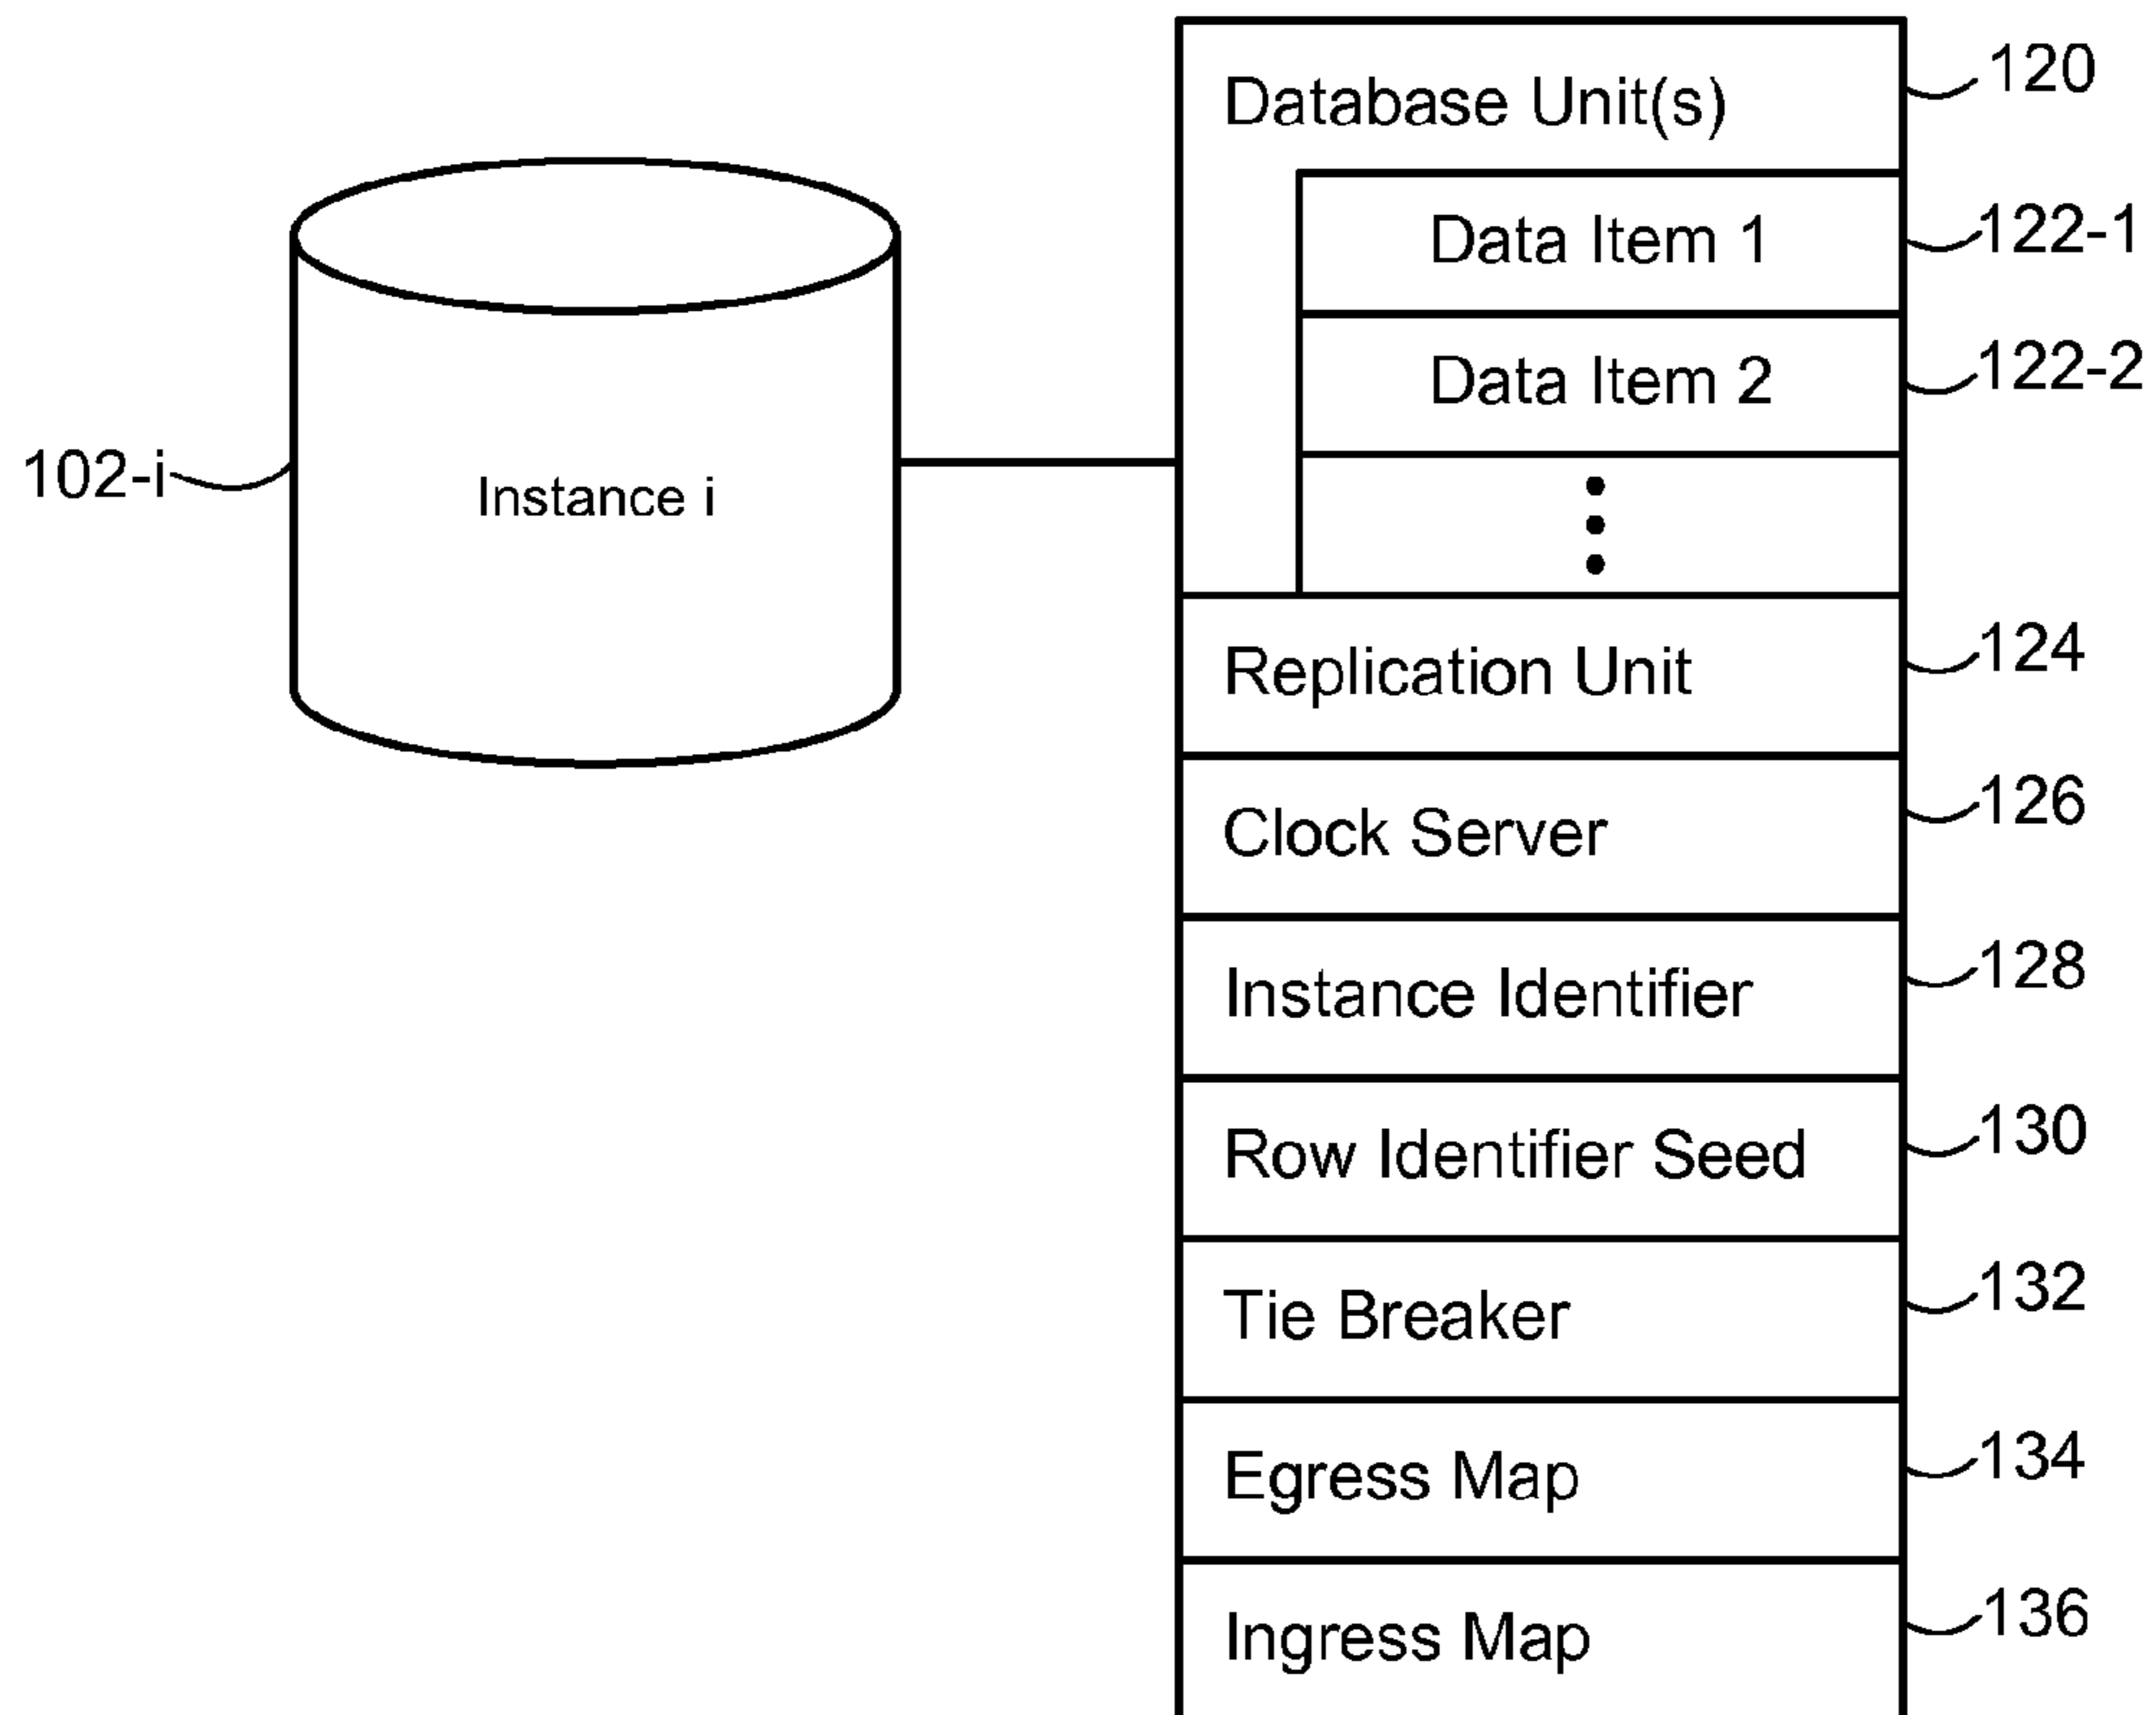 Database Unit(s) 120
Data Item 1 122-1
Data Item 2 122-2
102-i Instance i
Replication Unit 124
Clock Server 126
Instance Identifier 128
Row Identifier Seed 130
Tie Breaker 132
Egress Map 134
Ingress Map 136